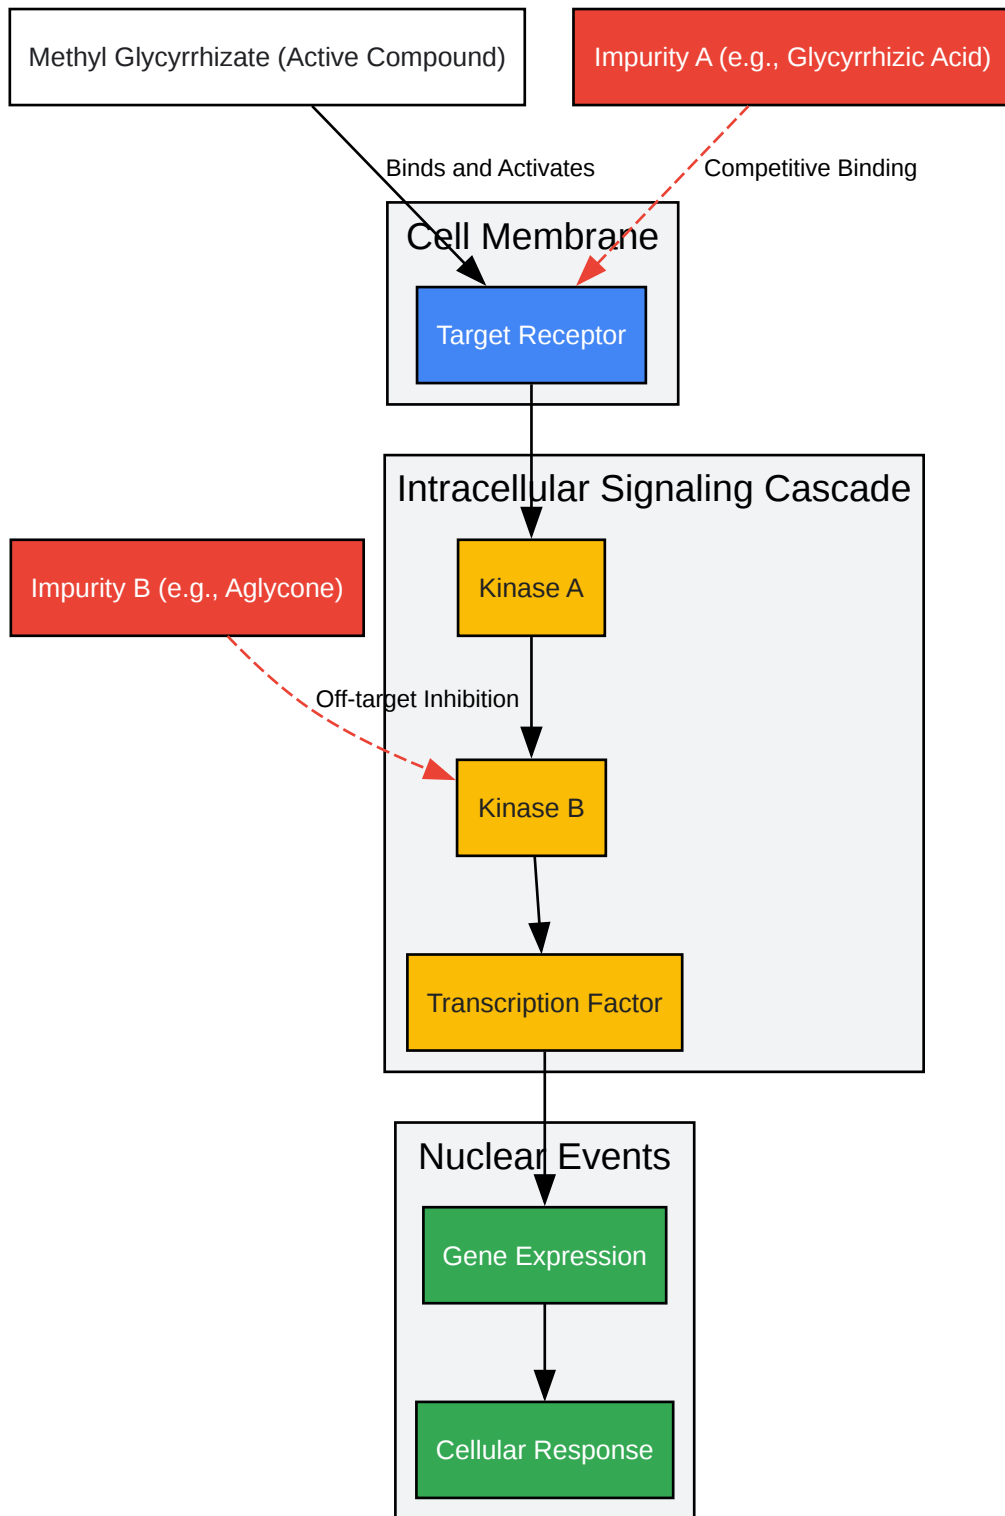 Methyl Glycyrrhizate (Active Compound)
Impurity A (e.g., Glycyrrhizic Acid)
Binds and Activates
Competitive Binding
Cell Membrane
Target Receptor
Intracellular Signaling Cascade
Impurity B (e.g., Aglycone)
Kinase A
Off-target Inhibition
Kinase B
Transcription Factor
Nuclear Events
Gene Expression
Cellular Response